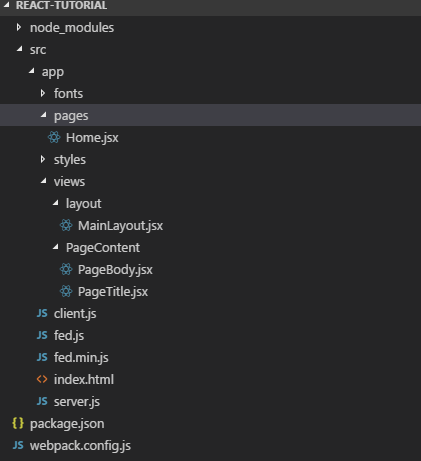 REACT-TUTORIAL
node_modules
src
app
fonts
pages
Home.jsx
styles
views
layout
MainLayout.jsx
PageContent
PageBody.jsx
PageTitle.jsx
JS client.js
JS fed.js
JS fed.min.js
<> index.html
JS server.js
{} package.json
JS webpack.config.js